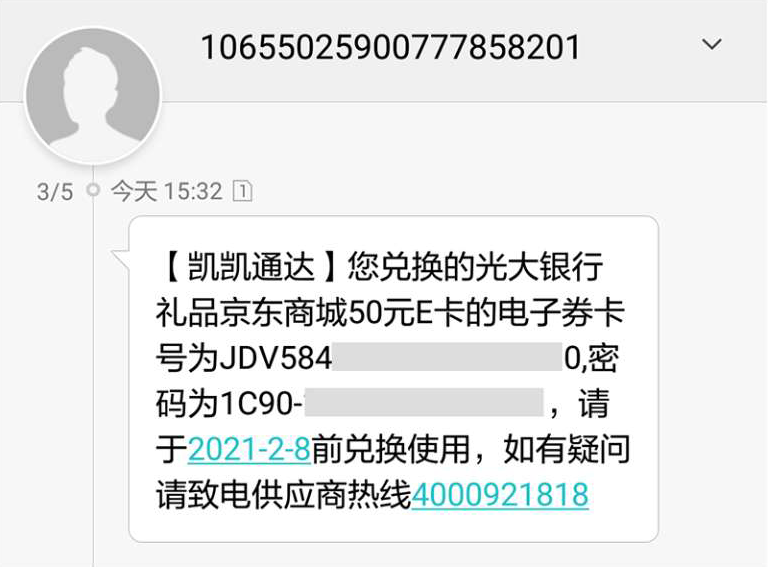 10655025900777858201
3/5 今天 15:32 1
【凯凯通达】您兑换的光大银行
礼品京东商城50元E卡的电子券卡
号为JDV584 0,密
码为1C90- ，请
于2021-2-8前兑换使用，如有疑问
请致电供应商热线4000921818